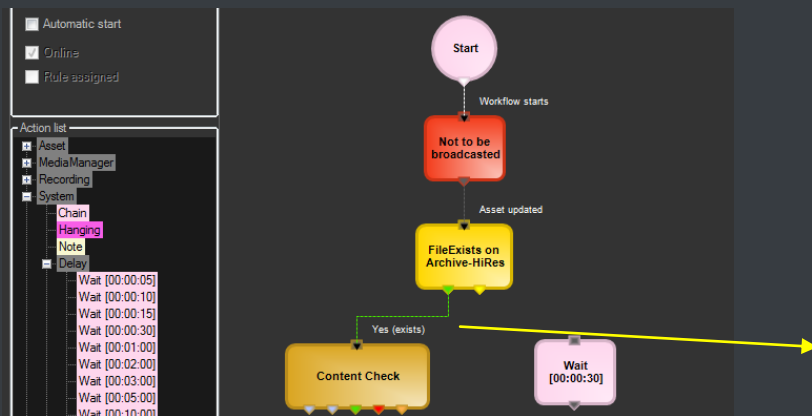 Automatic start
Online
Rule assigned
Action list
Asset
MediaManager
Recording
System
Chain
Hanging
Note
Delay
Wait [00:00:05]
Wait [00:00:10]
Wait [00:00:15]
Wait [00:00:30]
Wait [00:01:00]
Wait [00:02:00]
Wait [00:03:00]
Wait [00:05:00]
Wait [00:10:00]
Start
Workflow starts
Not to be
broadcasted
Asset updated
FileExists on
Archive-HiRes
Yes (exists)
Content Check
Wait
[00:00:30]